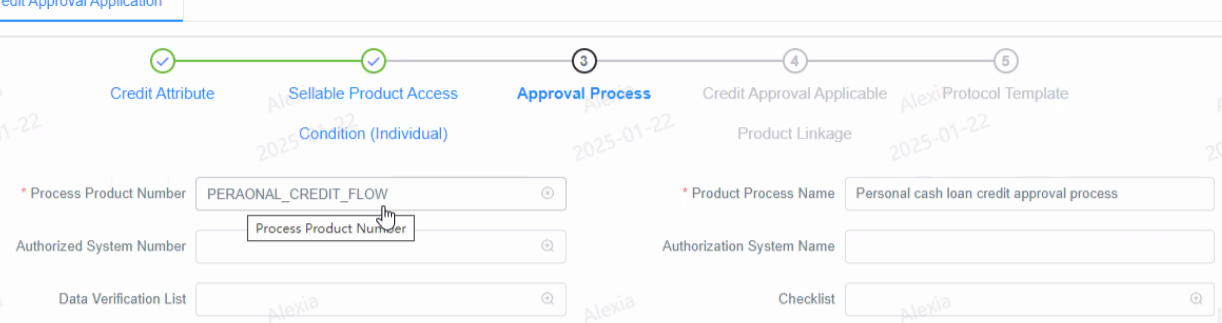 Credit Approval Application
3 4 5
Credit Attribute Sellable Product Access Approval Process Credit Approval Applicable Protocol Template
Condition (Individual) Product Linkage
* Process Product Number PERAONAL_CREDIT_FLOW * Product Process Name Personal cash loan credit approval process
Process Product Number
Authorized System Number Authorization System Name
Data Verification List Checklist
Alexia
2025-01-22
Alexia
2025-01-22
Alexia
2025-01-22
Alexia
Alexia
Alexia